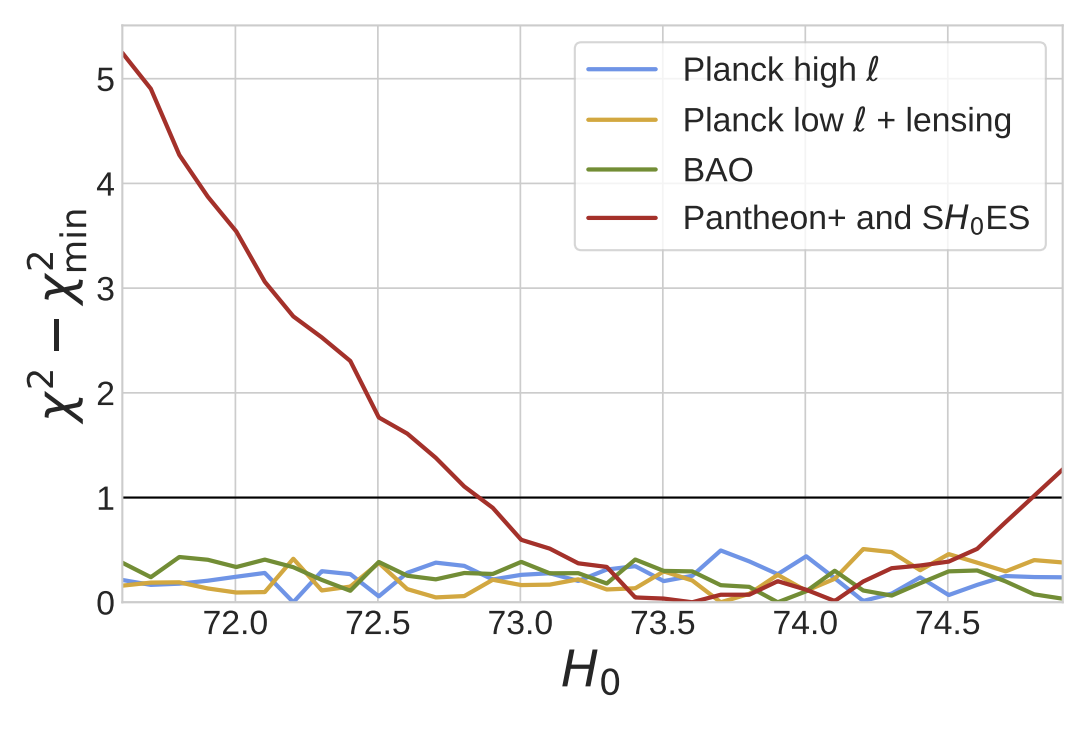 Planck high ℓ
Planck low ℓ + lensing
BAO
Pantheon+ and SH₀ES
5
4
3
2
1
0
χ² − χ²min
72.0 72.5 73.0 73.5 74.0 74.5
H₀